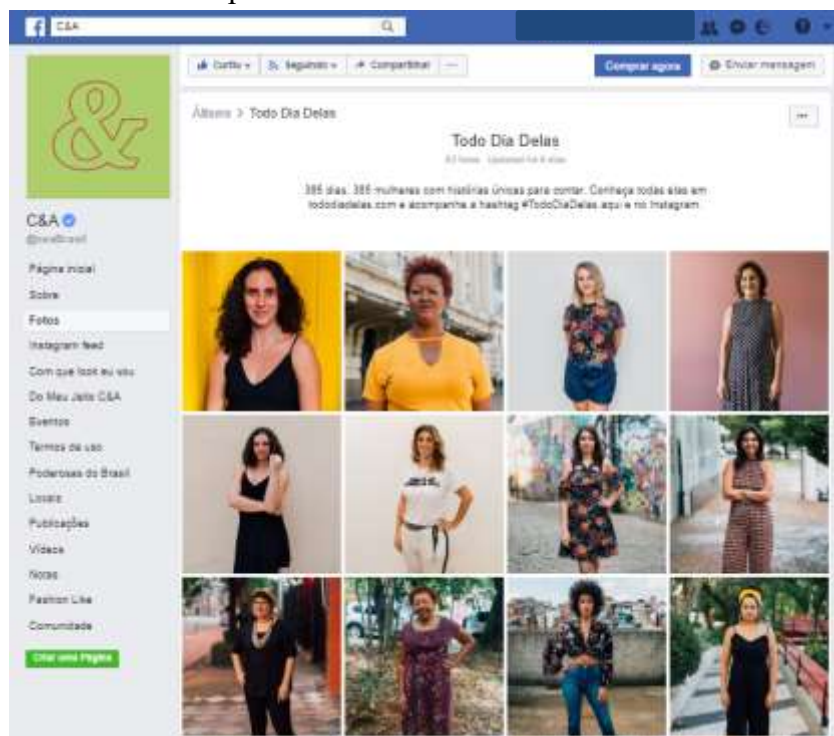 C&A
Curtiu
Seguindo
Compartilhar
Comprar agora
Enviar mensagem
Álbuns > Todo Dia Delas
Todo Dia Delas
365 dias. 365 mulheres com histórias únicas para contar. Conheça todas elas em
tododiadelas.com e acompanhe a hashtag #TodoDiaDelas aqui e no Instagram
&
C&A
Página inicial
Sobre
Fotos
Instagram feed
Com que look eu vou
Do Meu Jeito C&A
Eventos
Termos de uso
Poderosas do Brasil
Locais
Publicações
Vídeos
Notas
Fashion Like
Comunidade
Criar uma Página